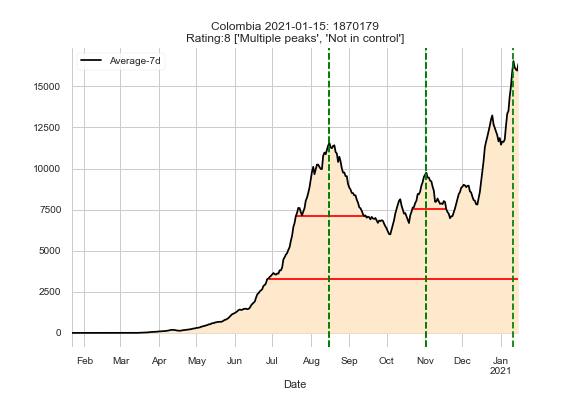 Colombia 2021-01-15: 1870179
Rating:8 ['Multiple peaks', 'Not in control']
Average-7d
15000
12500
10000
7500
5000
2500
0
Feb Mar Apr May Jun Jul Aug Sep Oct Nov Dec Jan
2021
Date